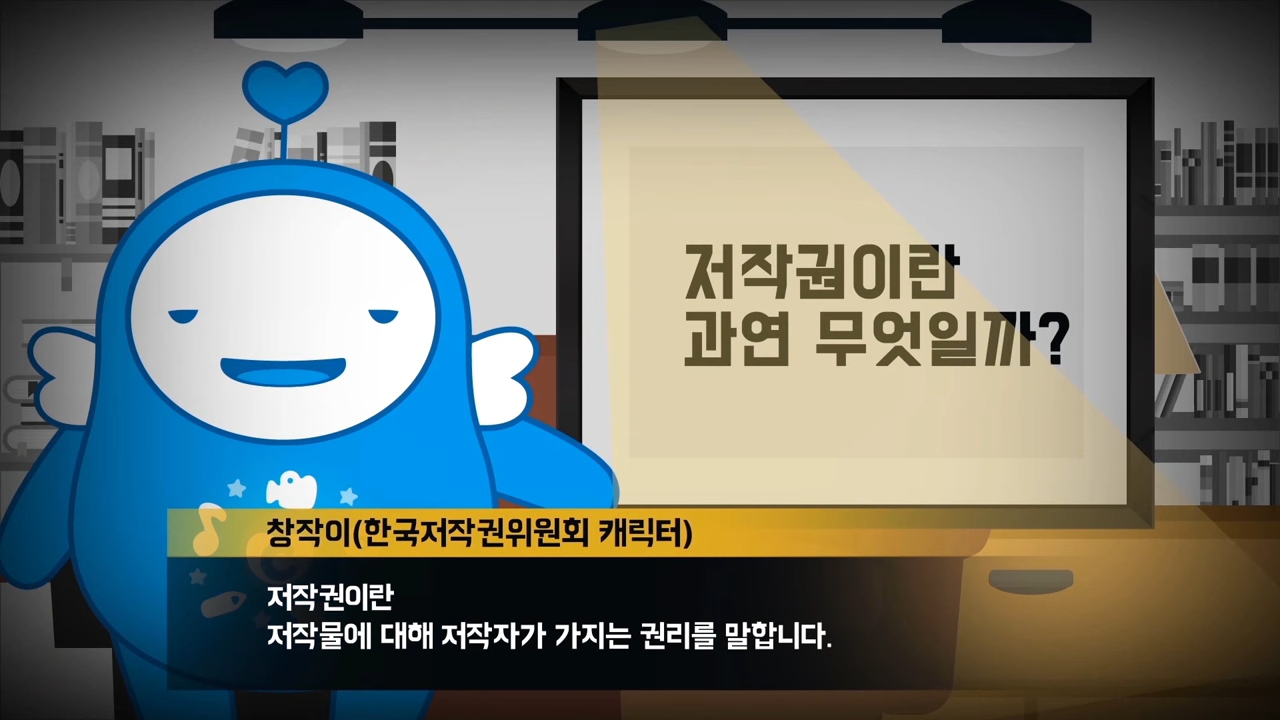 저작권이란
과연 무엇일까?
창작이(한국저작권위원회 캐릭터)
저작권이란
저작물에 대해 저작자가 가지는 권리를 말합니다.